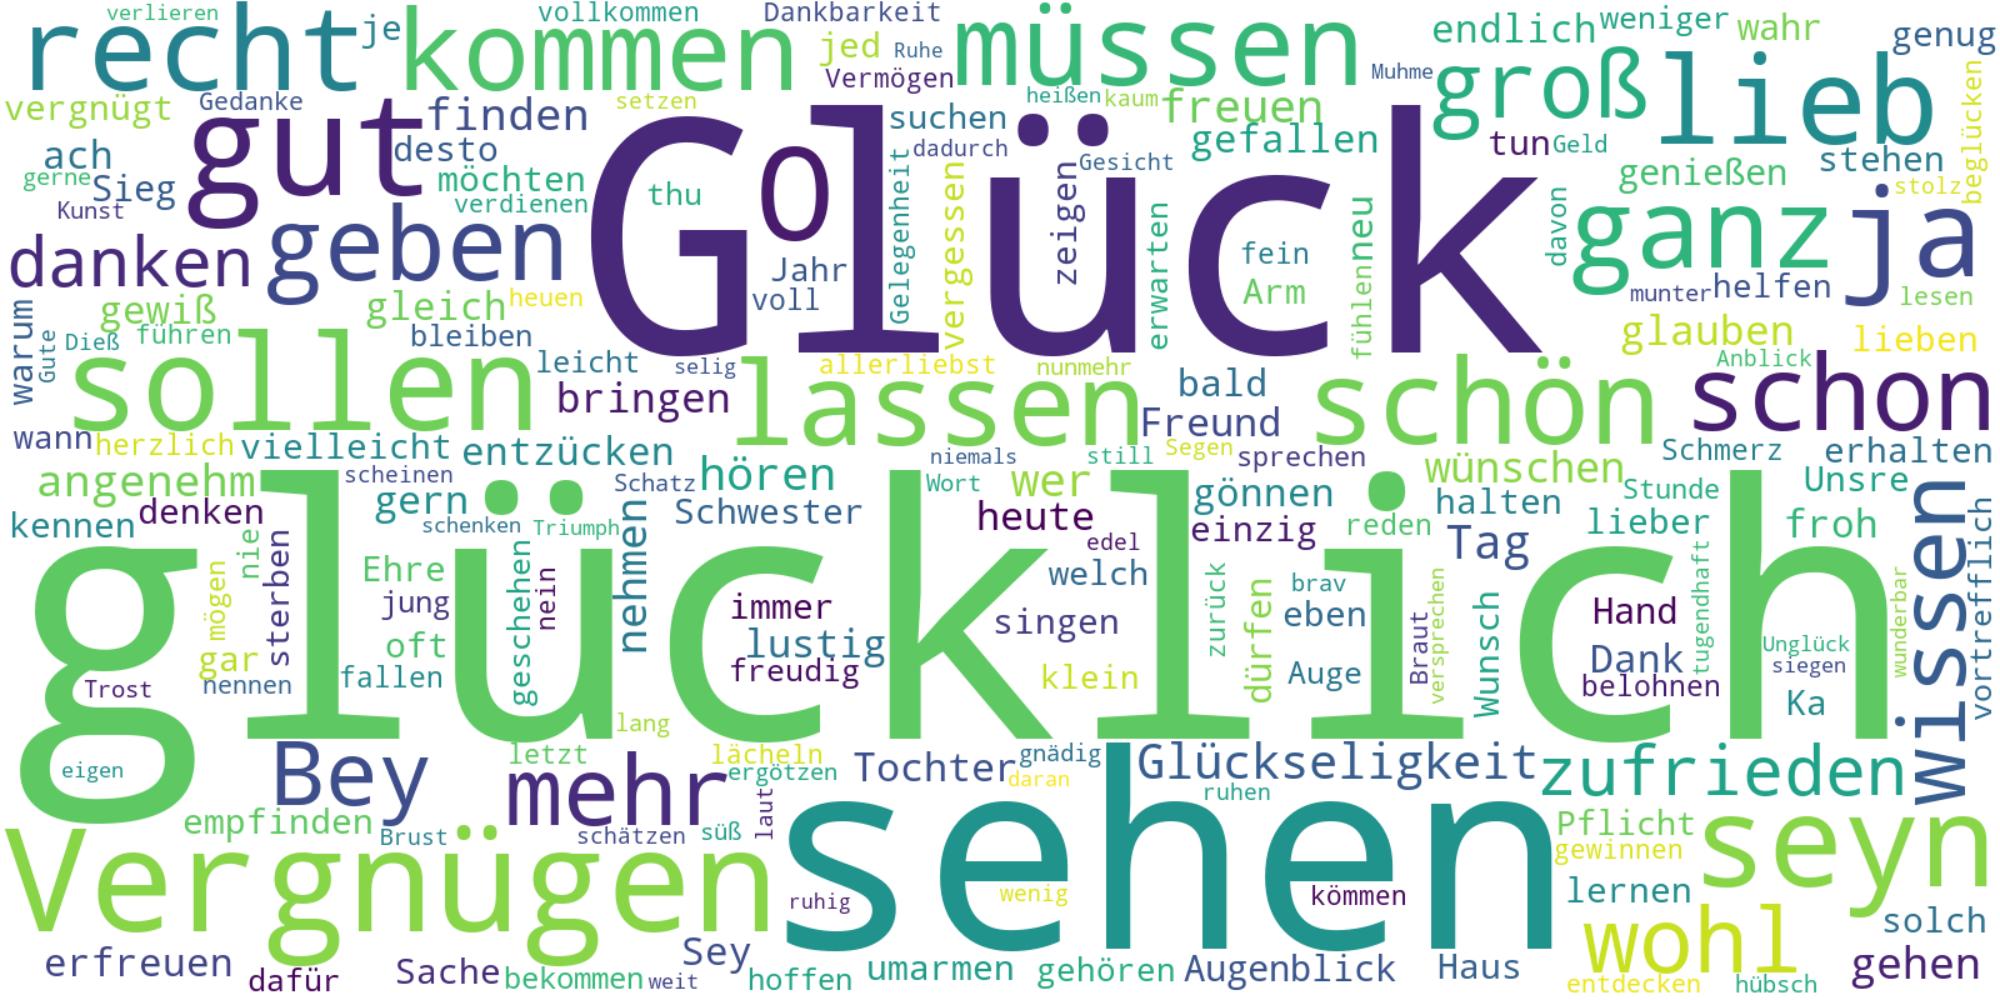 verlieren
vollkommen
Dankbarkeit
recht
je
kommen
jed
Ruhe
Vermögen
müssen
Muhme
endlich
weniger
wahr
genug
groß
lieb
beglücken
vergnügt
Gedanke
gut
finden
setzen
Glück
O
suchen
heißen
kaum
freuen
gefallen
tun
Geld
stehen
genießen
stolz
ach
gerne
Sieg
Kunst
desto
möchten
verdienen
thu
dadurch
Gesicht
Gelegenheit
vergessen
zeigen
erwarten
fühlen
neu
fein
Arm
davon
ganz
ja
danken
geben
Jahr
voll
munter
helfen
lesen
gewiß
gleich
heuen
warum
Gute
Dieß
führen
bleiben
leicht
selig
allerliebst
nunmehr
glauben
lieben
Anblick
sollen
bringen
lassen
bald
Freund
schön
schon
wann
herzlich
vielleicht
entzücken
niemals
still
Segen
sprechen
Schmerz
erhalten
angenehm
scheinen
gern
Schatz
hören
Wort
wer
gönnen
wünschen
halten
Stunde
Unsre
kennen
denken
schenken
Triumph
Schwester
heute
edel
einzig
reden
Tag
lieber
froh
wissen
vortrefflich
glücklich
nie
mögen
sterben
Ehre
jung
oft
geschehen
nein
nehmen
immer
lustig
freudig
welch
singen
klein
zurück
dürfen
brav
eben
Auge
Braut
versprechen
Wunsch
Hand
Dank
belohnen
tugendhaft
Unglück
siegen
Ka
wunderbar
gar
nennen
fallen
Trost
lang
eigen
Bey
letzt
mehr
lächeln
ergötzen
Tochter
gnädig
daran
Glückseligkeit
ruhen
zufrieden
empfinden
Brust
schätzen
süß
laut
sehen
Pflicht
gewinnen
seyn
Vergnügen
ruhig
wenig
kömmen
lernen
wohl
solch
erfreuen
dafür
Sache
bekommen
weit
Sey
hoffen
umarmen
gehören
Augenblick
Haus
entdecken
hübsch
gehen